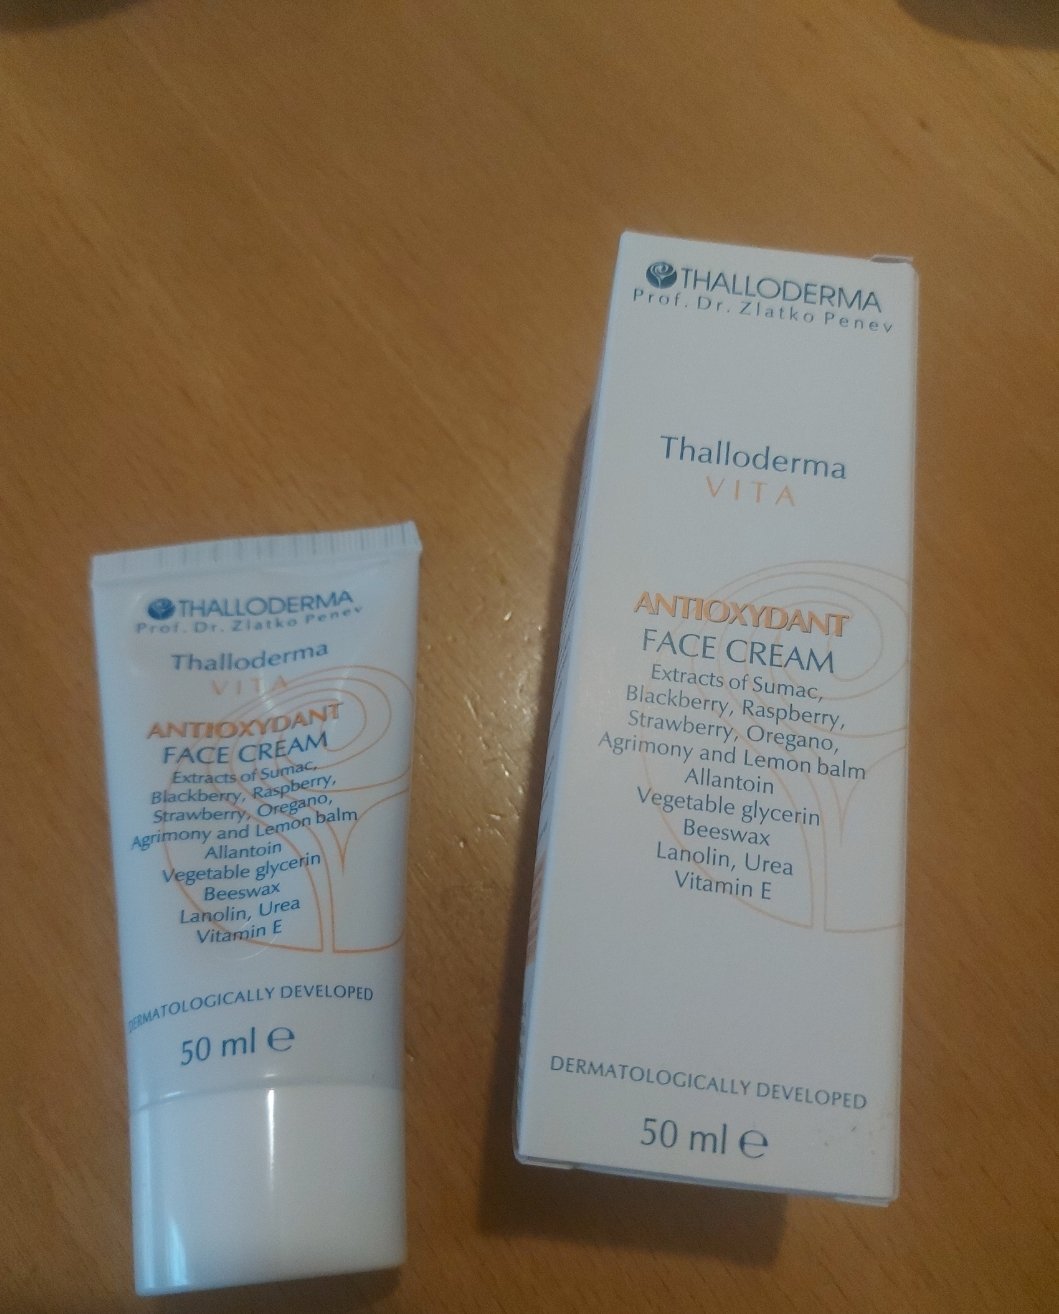 THALLODERMA
Prof. Dr. Zlatko Penev
Thalloderma
VITA
ANTIOXYDANT
FACE CREAM
Extracts of Sumac,
Blackberry, Raspberry,
Strawberry, Oregano,
Agrimony and Lemon balm
Allantoin
Vegetable glycerin
Beeswax
Lanolin, Urea
Vitamin E
DERMATOLOGICALLY DEVELOPED
50 ml ℮
THALLODERMA
Prof. Dr. Zlatko Penev
Thalloderma
VITA
ANTIOXYDANT
FACE CREAM
Extracts of Sumac,
Blackberry, Raspberry,
Strawberry, Oregano,
Agrimony and Lemon balm
Allantoin
Vegetable glycerin
Beeswax
Lanolin, Urea
Vitamin E
DERMATOLOGICALLY DEVELOPED
50 ml ℮